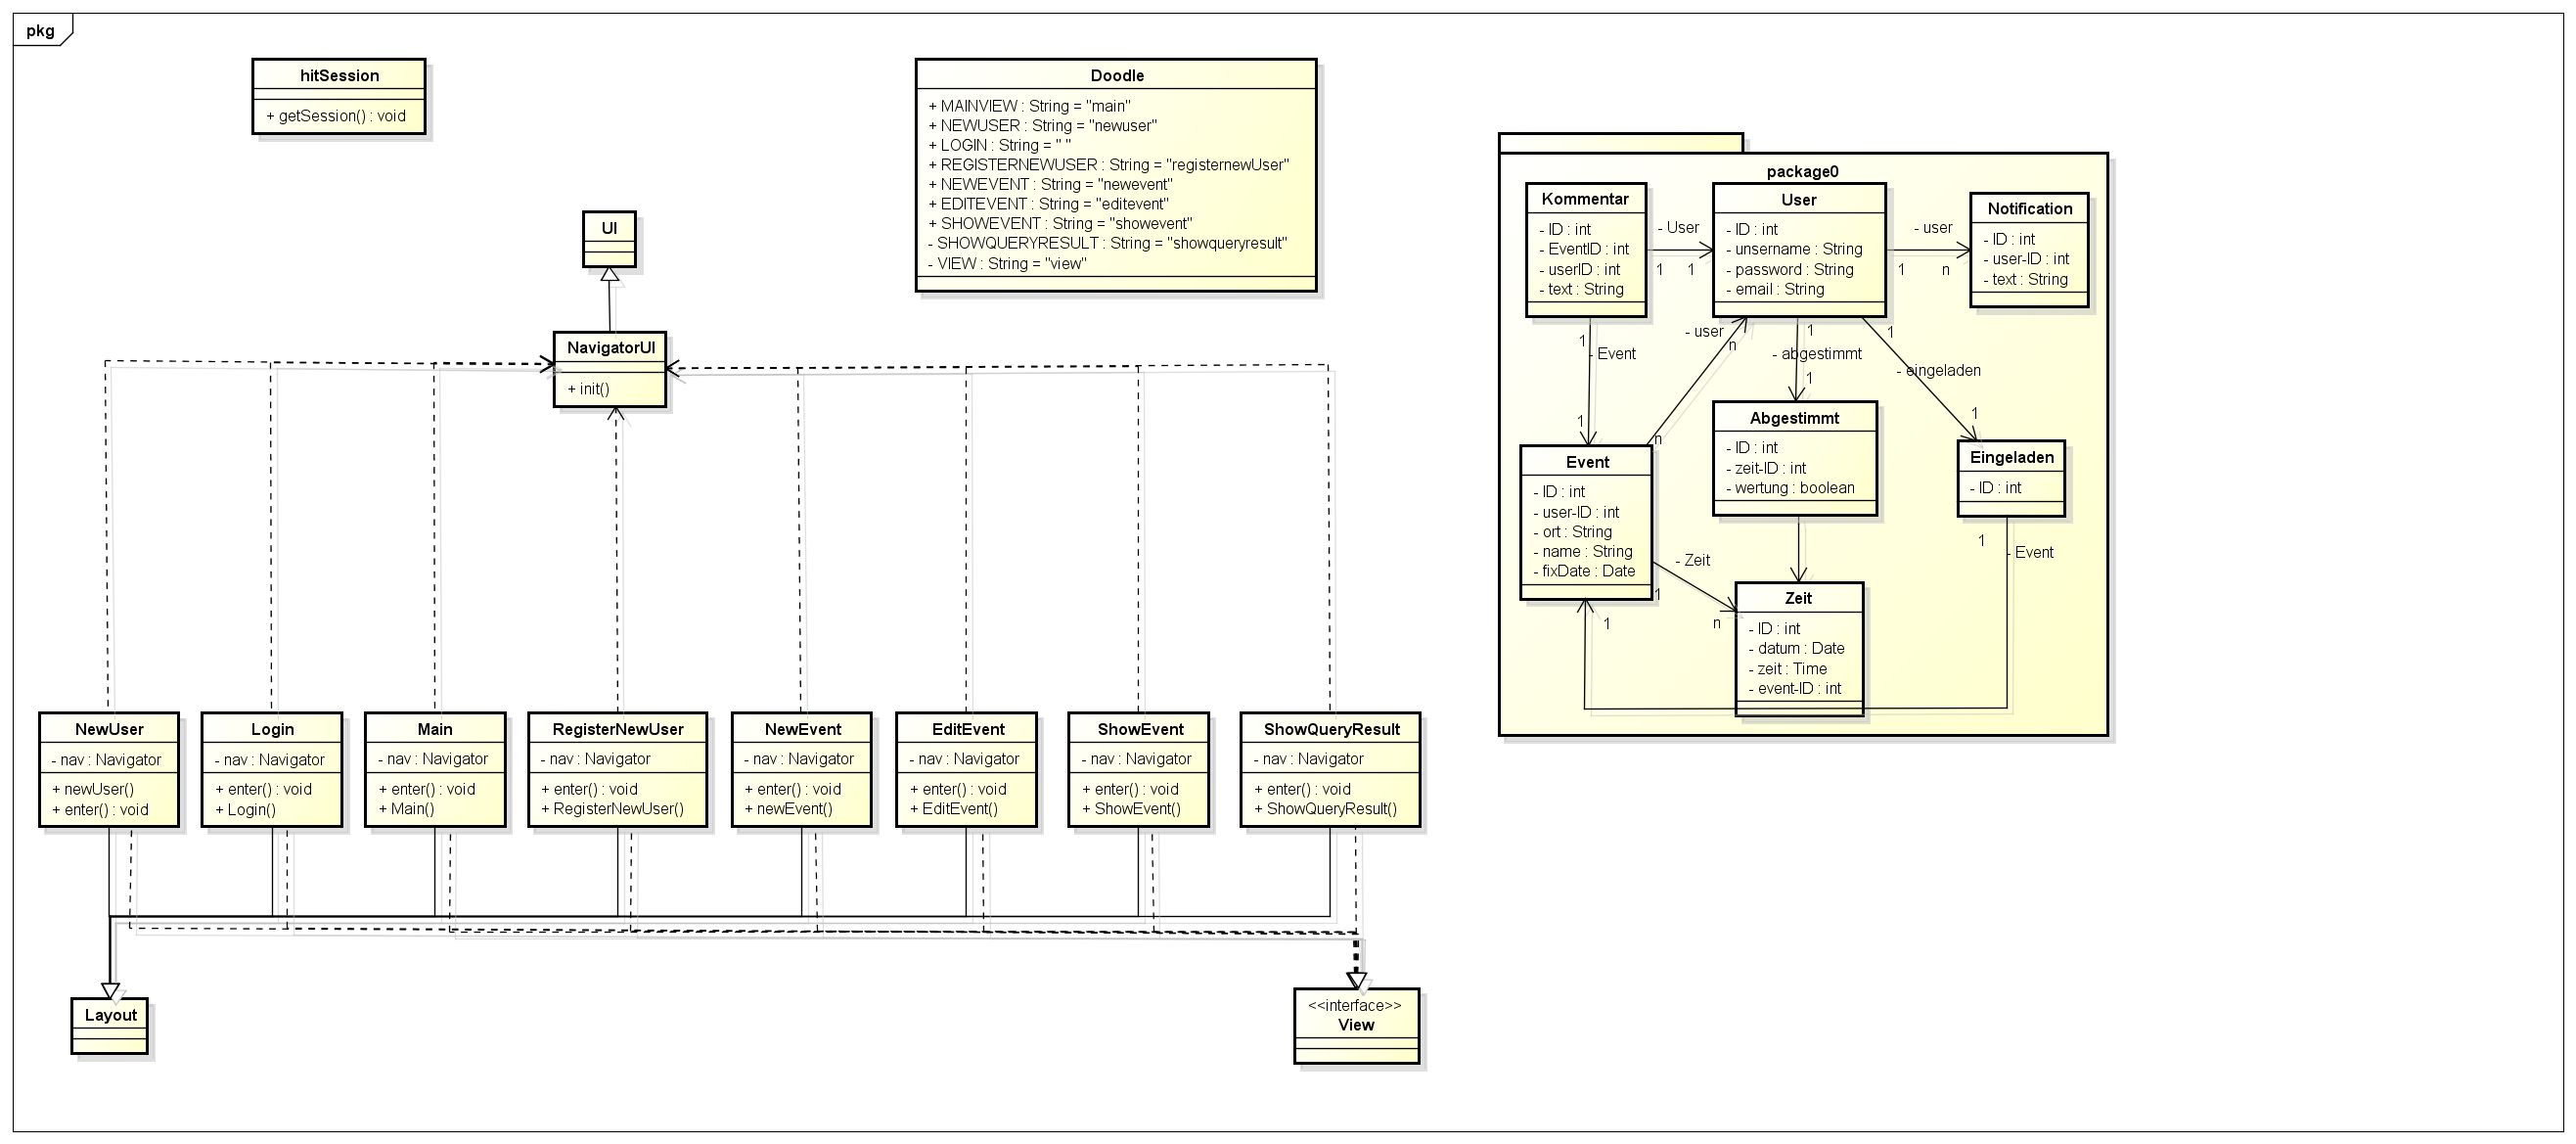 pkg
hitSession
+ getSession() : void
Doodle
+ MAINVIEW : String = "main"
+ NEWUSER : String = "newuser"
+ LOGIN : String = " "
+ REGISTERNEWUSER : String = "registernewUser"
+ NEWEVENT : String = "newevent"
+ EDITEVENT : String = "editevent"
+ SHOWEVENT : String = "showevent"
- SHOWQUERYRESULT : String = "showqueryresult"
- VIEW : String = "view"
UI
NavigatorUI
+ init()
NewUser
- nav : Navigator
+ newUser()
+ enter() : void
Login
- nav : Navigator
+ enter() : void
+ Login()
Main
- nav : Navigator
+ enter() : void
+ Main()
RegisterNewUser
- nav : Navigator
+ enter() : void
+ RegisterNewUser()
NewEvent
- nav : Navigator
+ enter() : void
+ newEvent()
EditEvent
- nav : Navigator
+ enter() : void
+ EditEvent()
ShowEvent
- nav : Navigator
+ enter() : void
+ ShowEvent()
ShowQueryResult
- nav : Navigator
+ enter() : void
+ ShowQueryResult()
Layout
<<interface>>
View
package0
Kommentar
- ID : int
- EventID : int
- userID : int
- text : String
- User
1
1
User
- ID : int
- unsername : String
- password : String
- email : String
- user
1
n
Notification
- ID : int
- user-ID : int
- text : String
1
- Event
1
- user
n
n
1
- abgestimmt
1
1
- eingeladen
1
Event
- ID : int
- user-ID : int
- ort : String
- name : String
- fixDate : Date
Abgestimmt
- ID : int
- zeit-ID : int
- wertung : boolean
Eingeladen
- ID : int
1
- Event
1
- Zeit
1
n
Zeit
- ID : int
- datum : Date
- zeit : Time
- event-ID : int